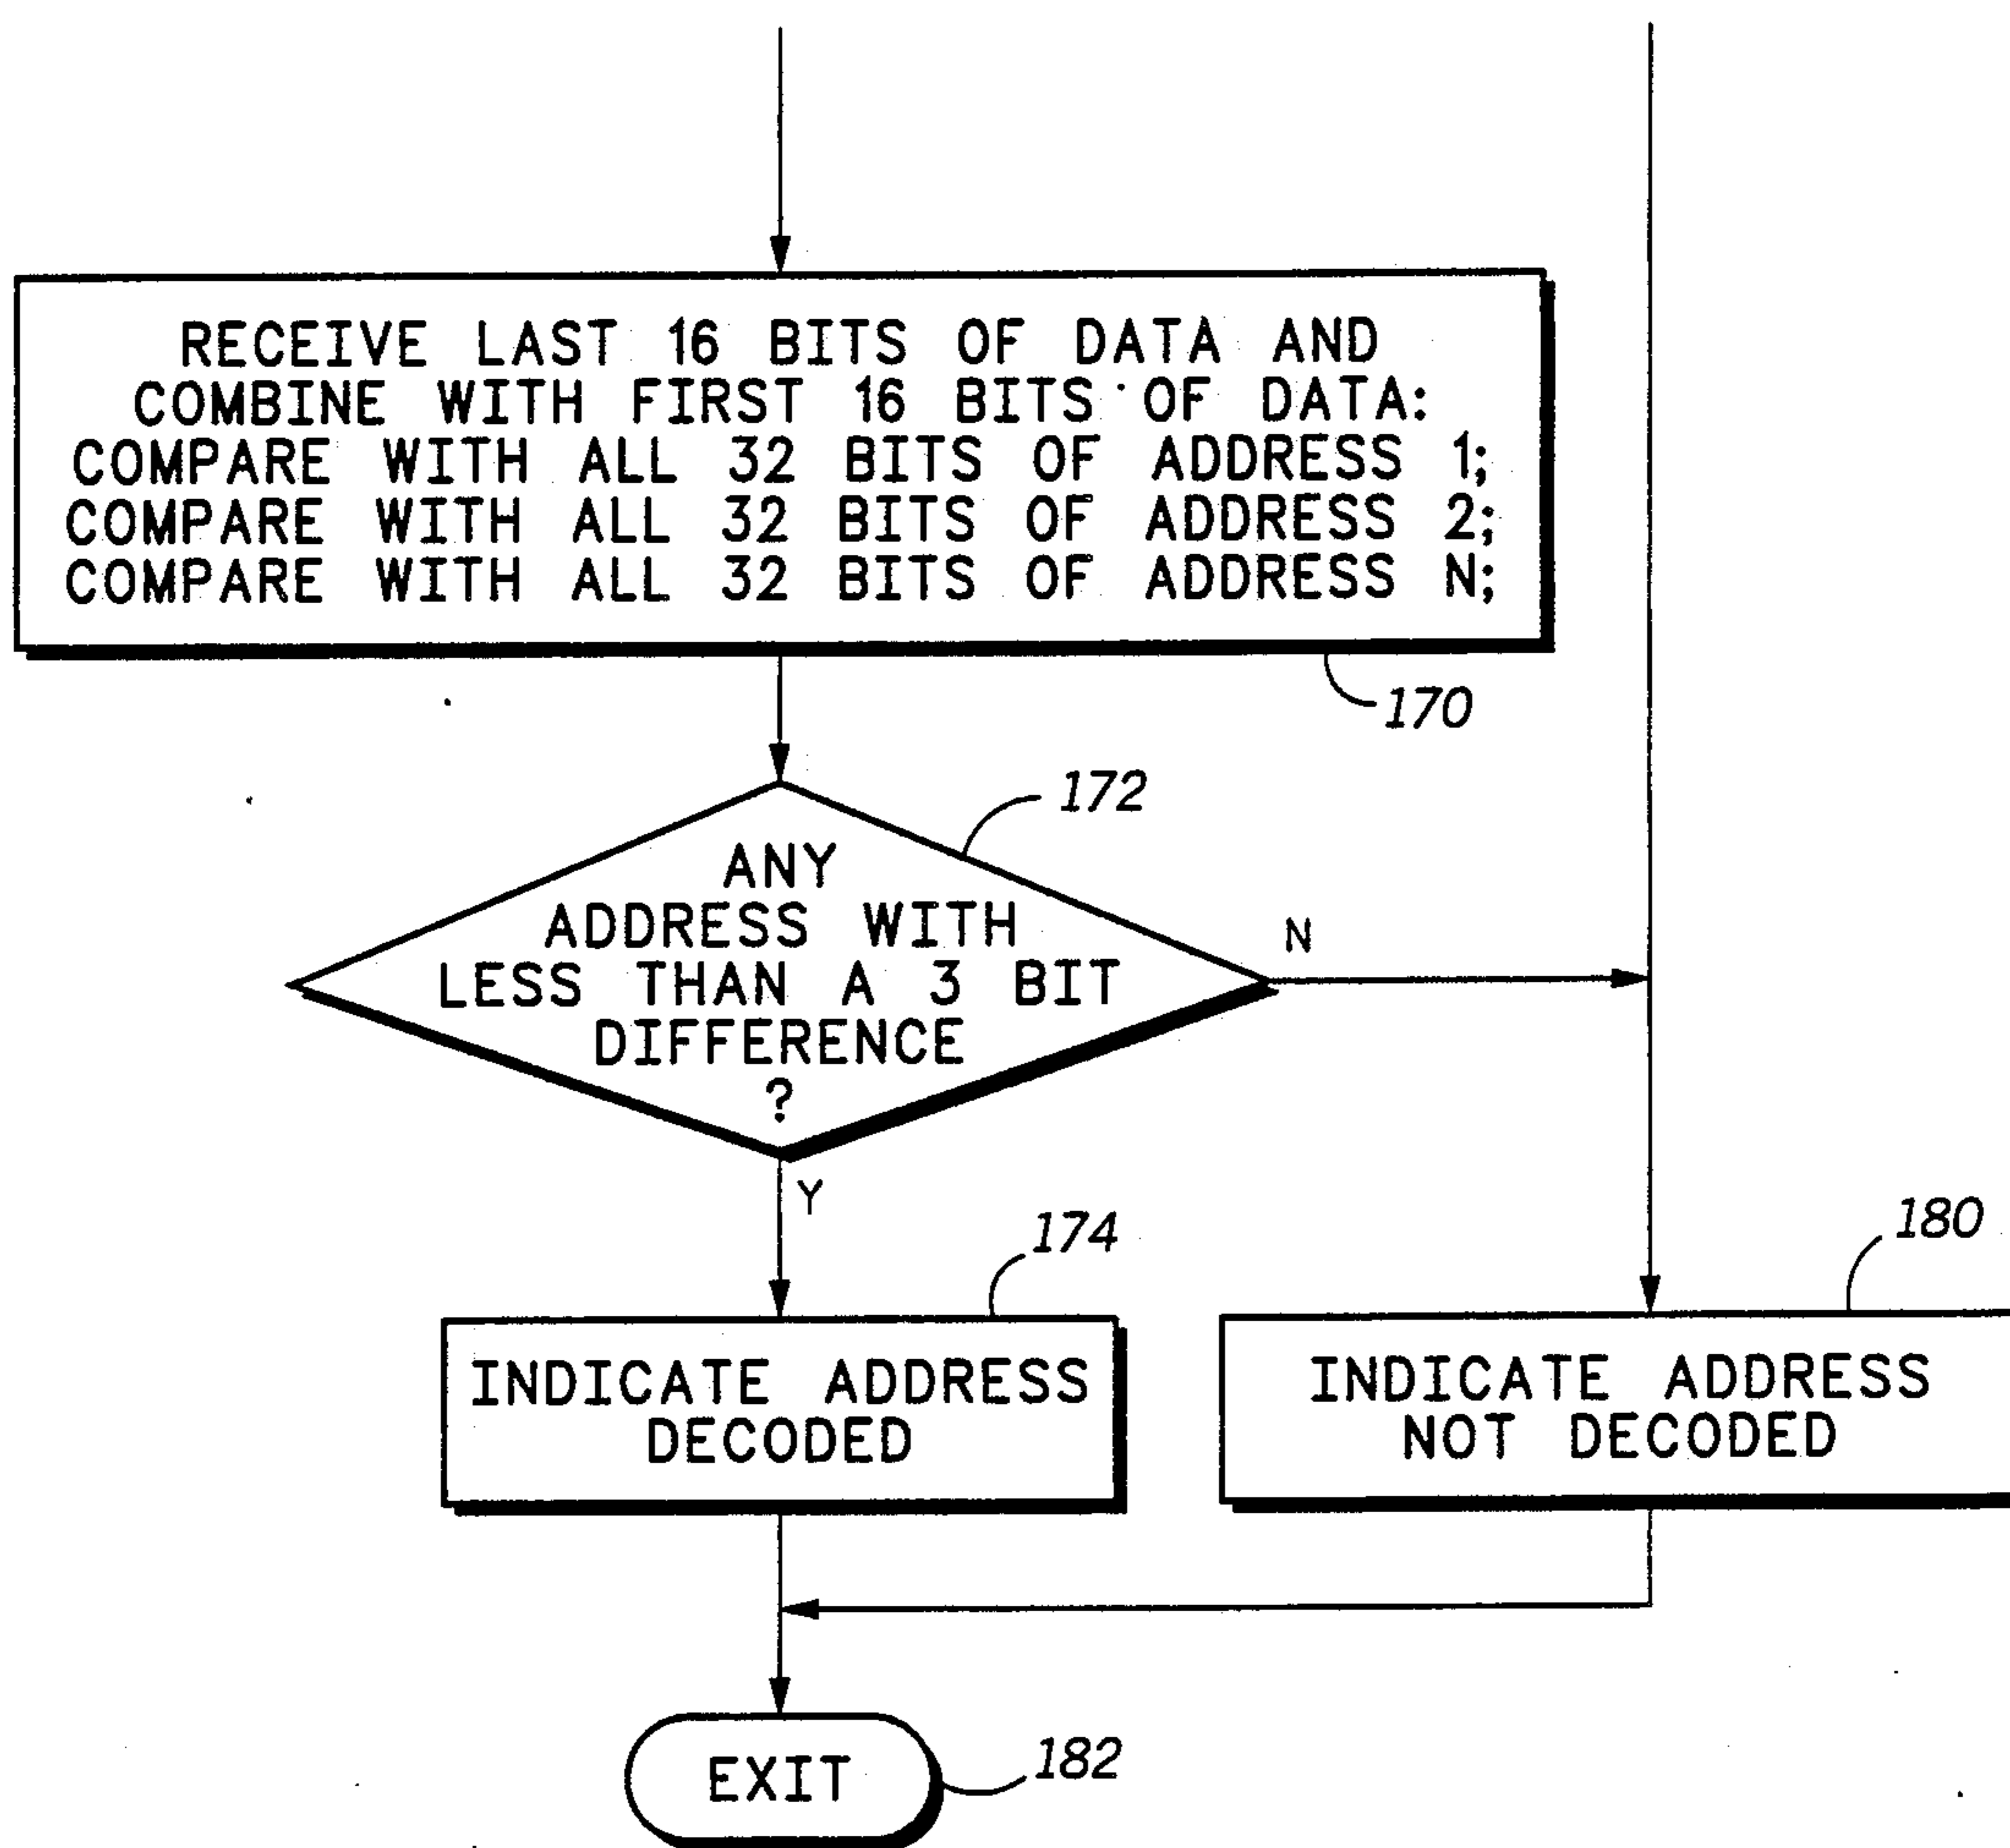 RECEIVE LAST 16 BITS OF DATA AND
COMBINE WITH FIRST 16 BITS OF DATA:
COMPARE WITH ALL 32 BITS OF ADDRESS 1;
COMPARE WITH ALL 32 BITS OF ADDRESS 2;
COMPARE WITH ALL 32 BITS OF ADDRESS N;
170
172
ANY
ADDRESS WITH
LESS THAN A 3 BIT
DIFFERENCE
?
N
Y
174
180
INDICATE ADDRESS
DECODED
INDICATE ADDRESS
NOT DECODED
EXIT
182